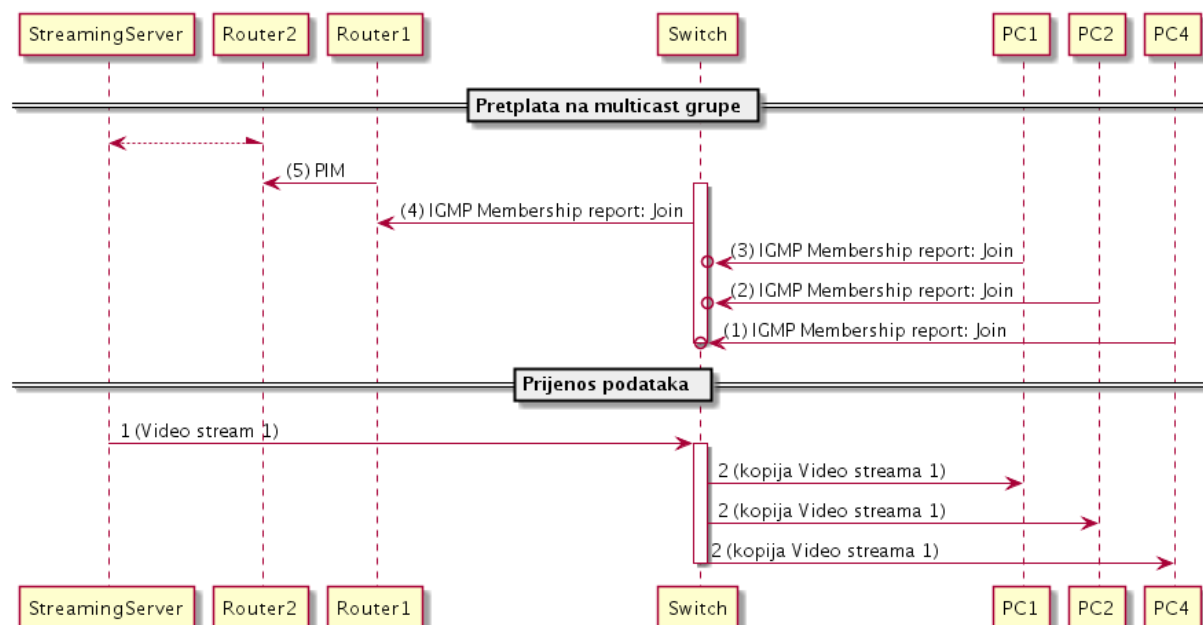 StreamingServer Router2 Router1 Switch PC1 PC2 PC4
Pretplata na multicast grupe
(5) PIM
(4) IGMP Membership report: Join
(3) IGMP Membership report: Join
(2) IGMP Membership report: Join
(1) IGMP Membership report: Join
Prijenos podataka
1 (Video stream 1)
2 (kopija Video streama 1)
2 (kopija Video streama 1)
2 (kopija Video streama 1)
StreamingServer Router2 Router1 Switch PC1 PC2 PC4